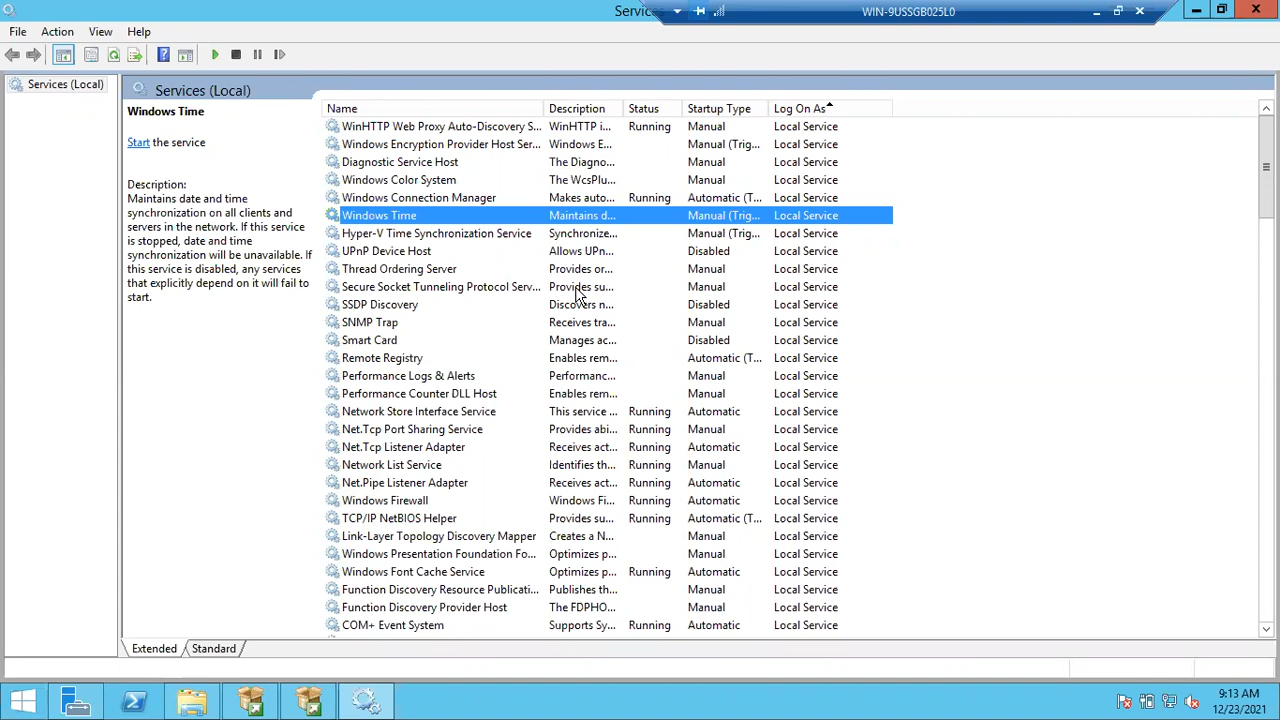 Services
WIN-9USSGB025L0
File Action View Help
Services (Local)
Services (Local)
Windows Time
Start the service
Description:
Maintains date and time
synchronization on all clients and
servers in the network. If this service
is stopped, date and time
synchronization will be unavailable. If
this service is disabled, any services
that explicitly depend on it will fail to
start.
Name Description Status Startup Type Log On As
WinHTTP Web Proxy Auto-Discovery S... WinHTTP i... Running Manual Local Service
Windows Encryption Provider Host Ser... Windows E... Manual (Trig... Local Service
Diagnostic Service Host The Diagno... Manual Local Service
Windows Color System The WcsPlu... Manual Local Service
Windows Connection Manager Makes auto... Running Automatic (T... Local Service
Windows Time Maintains d... Manual (Trig... Local Service
Hyper-V Time Synchronization Service Synchronize... Manual (Trig... Local Service
UPnP Device Host Allows UPn... Disabled Local Service
Thread Ordering Server Provides or... Manual Local Service
Secure Socket Tunneling Protocol Serv... Provides su... Manual Local Service
SSDP Discovery Discovers n... Disabled Local Service
SNMP Trap Receives tra... Manual Local Service
Smart Card Manages ac... Disabled Local Service
Remote Registry Enables rem... Automatic (T... Local Service
Performance Logs & Alerts Performanc... Manual Local Service
Performance Counter DLL Host Enables rem... Manual Local Service
Network Store Interface Service This service ... Running Automatic Local Service
Net.Tcp Port Sharing Service Provides abi... Running Manual Local Service
Net.Tcp Listener Adapter Receives act... Running Automatic Local Service
Network List Service Identifies th... Running Manual Local Service
Net.Pipe Listener Adapter Receives act... Running Automatic Local Service
Windows Firewall Windows Fi... Running Automatic Local Service
TCP/IP NetBIOS Helper Provides su... Running Automatic (T... Local Service
Link-Layer Topology Discovery Mapper Creates a N... Manual Local Service
Windows Presentation Foundation Fo... Optimizes p... Manual Local Service
Windows Font Cache Service Optimizes p... Running Automatic Local Service
Function Discovery Resource Publicati... Publishes th... Manual Local Service
Function Discovery Provider Host The FDPHO... Manual Local Service
COM+ Event System Supports Sy... Running Automatic Local Service
Extended Standard
9:13 AM
12/23/2021